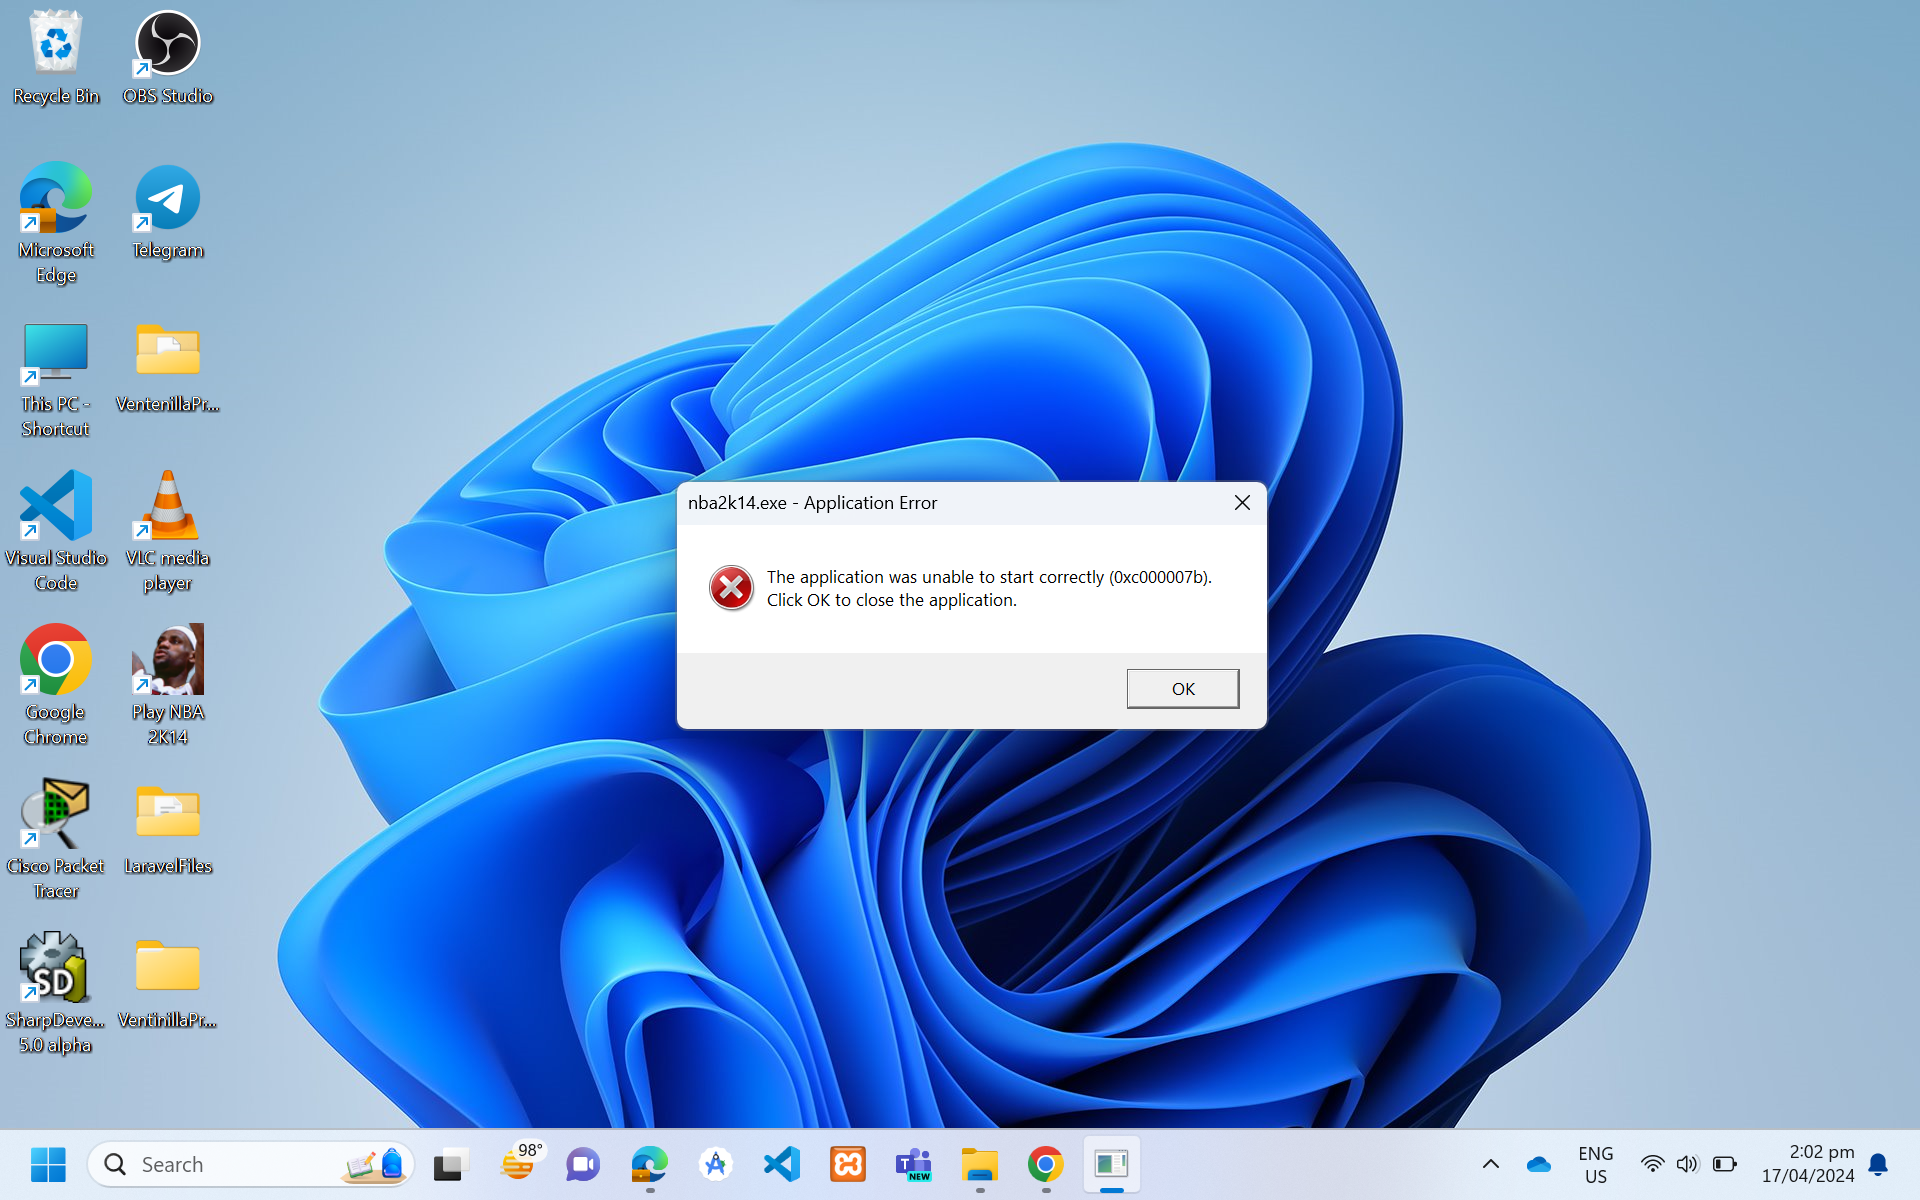 Recycle Bin
OBS Studio
Microsoft
Edge
Telegram
This PC -
Shortcut
VentenillaPr...
Visual Studio
Code
VLC media
player
Google
Chrome
Play NBA
2K14
Cisco Packet
Tracer
LaravelFiles
SD
SharpDeve...
5.0 alpha
VentinillaPr...
nba2k14.exe - Application Error
The application was unable to start correctly (0xc000007b).
Click OK to close the application.
OK
Search
98°
T
NEW
ENG
US
2:02 pm
17/04/2024